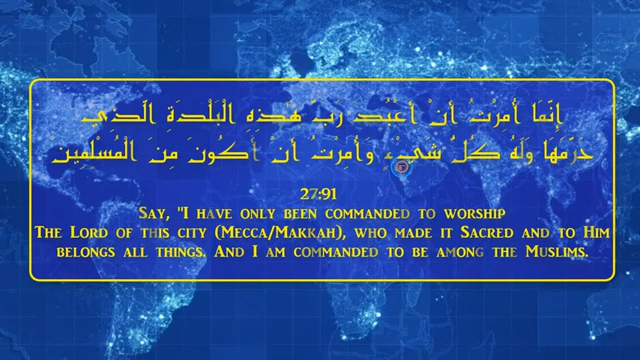 إِنَّمَا أُمِرْتُ أَنْ أَعْبُدَ رَبَّ هَٰذِهِ الْبَلْدَةِ الَّذِي
حَرَّمَهَا وَلَهُ كُلُّ شَيْءٍ وَأُمِرْتُ أَنْ أَكُونَ مِنَ الْمُسْلِمِينَ
27:91
Say, "I have only been commanded to worship
The Lord of this city (Mecca/Makkah), who made it Sacred and to Him
belongs all things. And I am commanded to be among the Muslims.